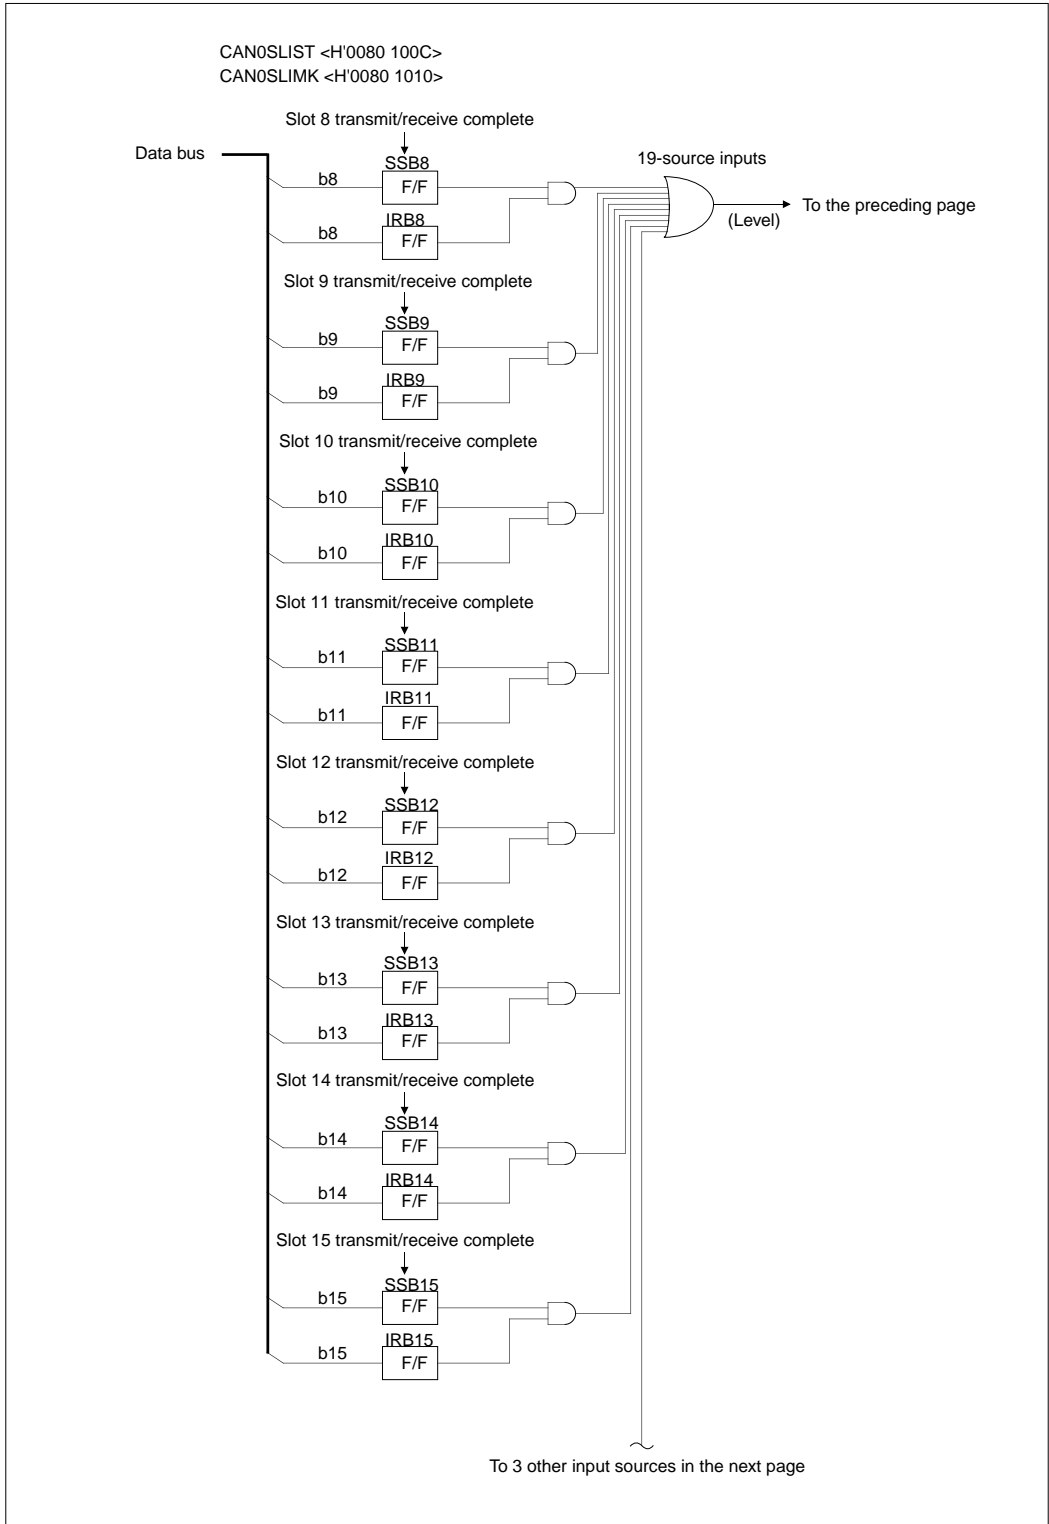 CAN0SLIST <H'0080 100C>
CAN0SLIMK <H'0080 1010>
Slot 8 transmit/receive complete
Data bus
SSB8
19-source inputs
b8
F/F
To the preceding page
(Level)
IRB8
b8
F/F
Slot 9 transmit/receive complete
SSB9
b9
F/F
IRB9
b9
F/F
Slot 10 transmit/receive complete
SSB10
b10
F/F
IRB10
b10
F/F
Slot 11 transmit/receive complete
SSB11
b11
F/F
IRB11
b11
F/F
Slot 12 transmit/receive complete
SSB12
b12
F/F
IRB12
b12
F/F
Slot 13 transmit/receive complete
SSB13
b13
F/F
IRB13
b13
F/F
Slot 14 transmit/receive complete
SSB14
b14
F/F
IRB14
b14
F/F
Slot 15 transmit/receive complete
SSB15
b15
F/F
IRB15
b15
F/F
To 3 other input sources in the next page